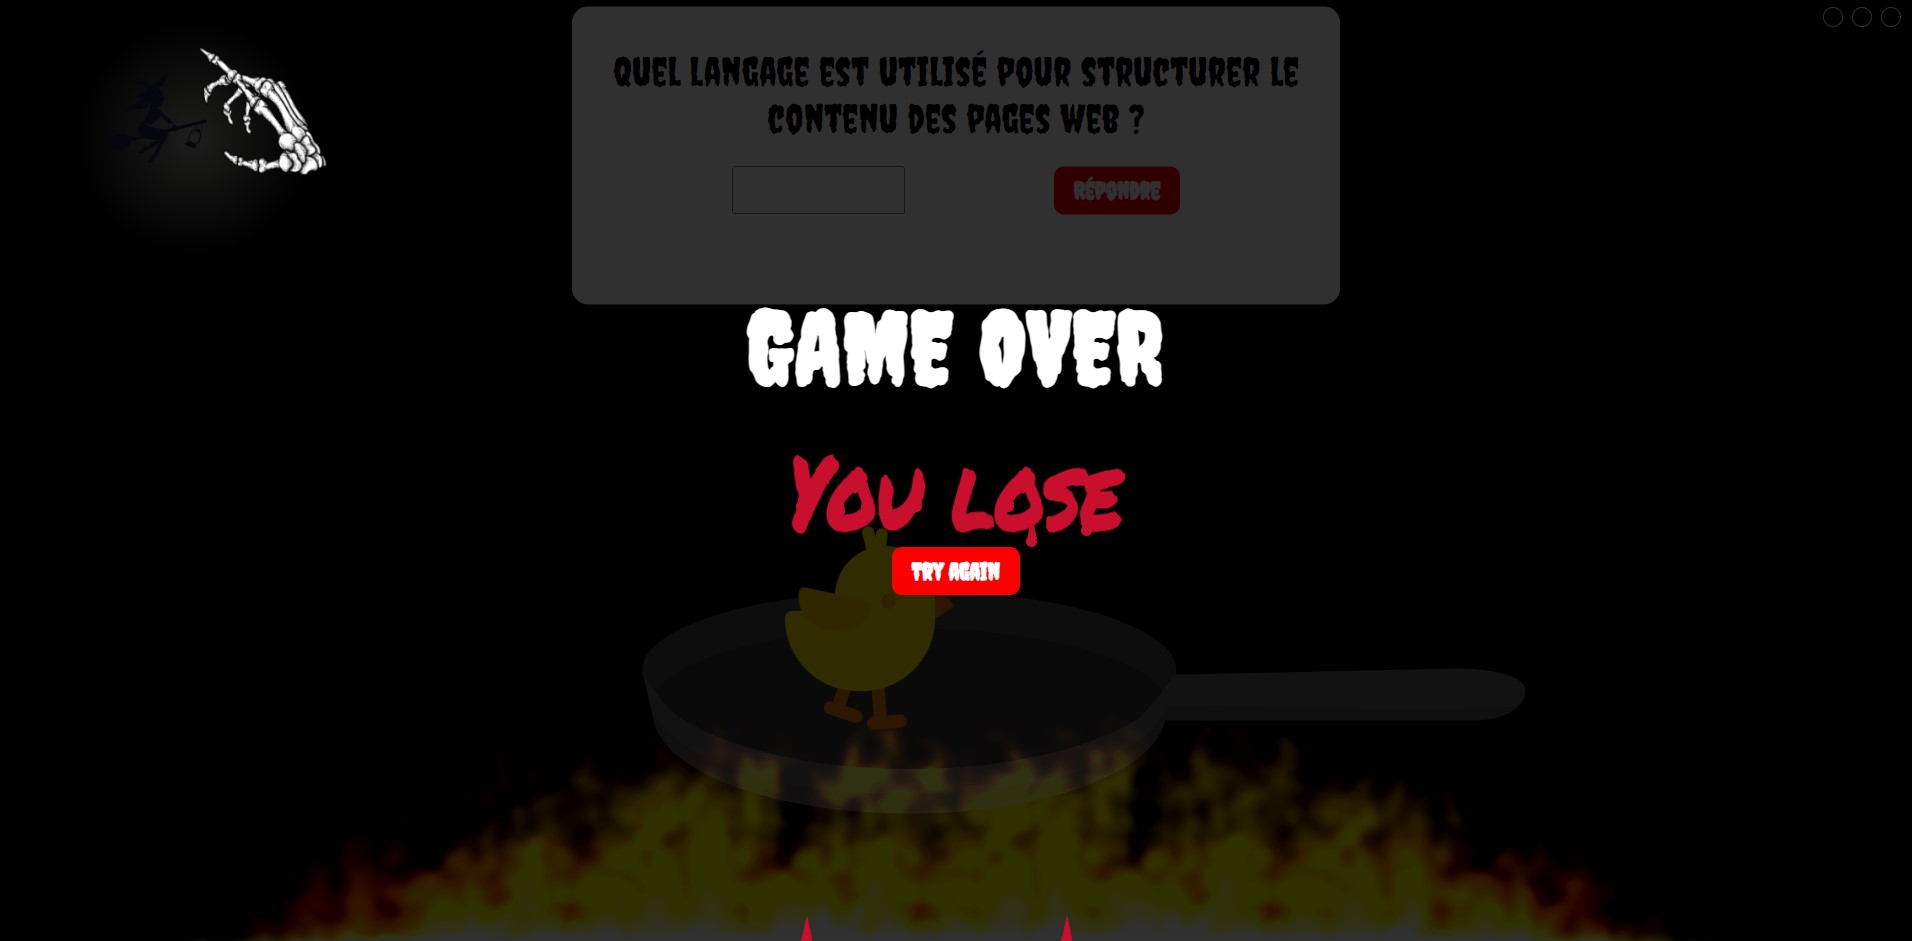 QUEL LANGAGE EST UTILISÉ POUR STRUCTURER LE
CONTENU DES PAGES WEB ?
RÉPONDRE
GAME OVER
YOU LOSE
TRY AGAIN